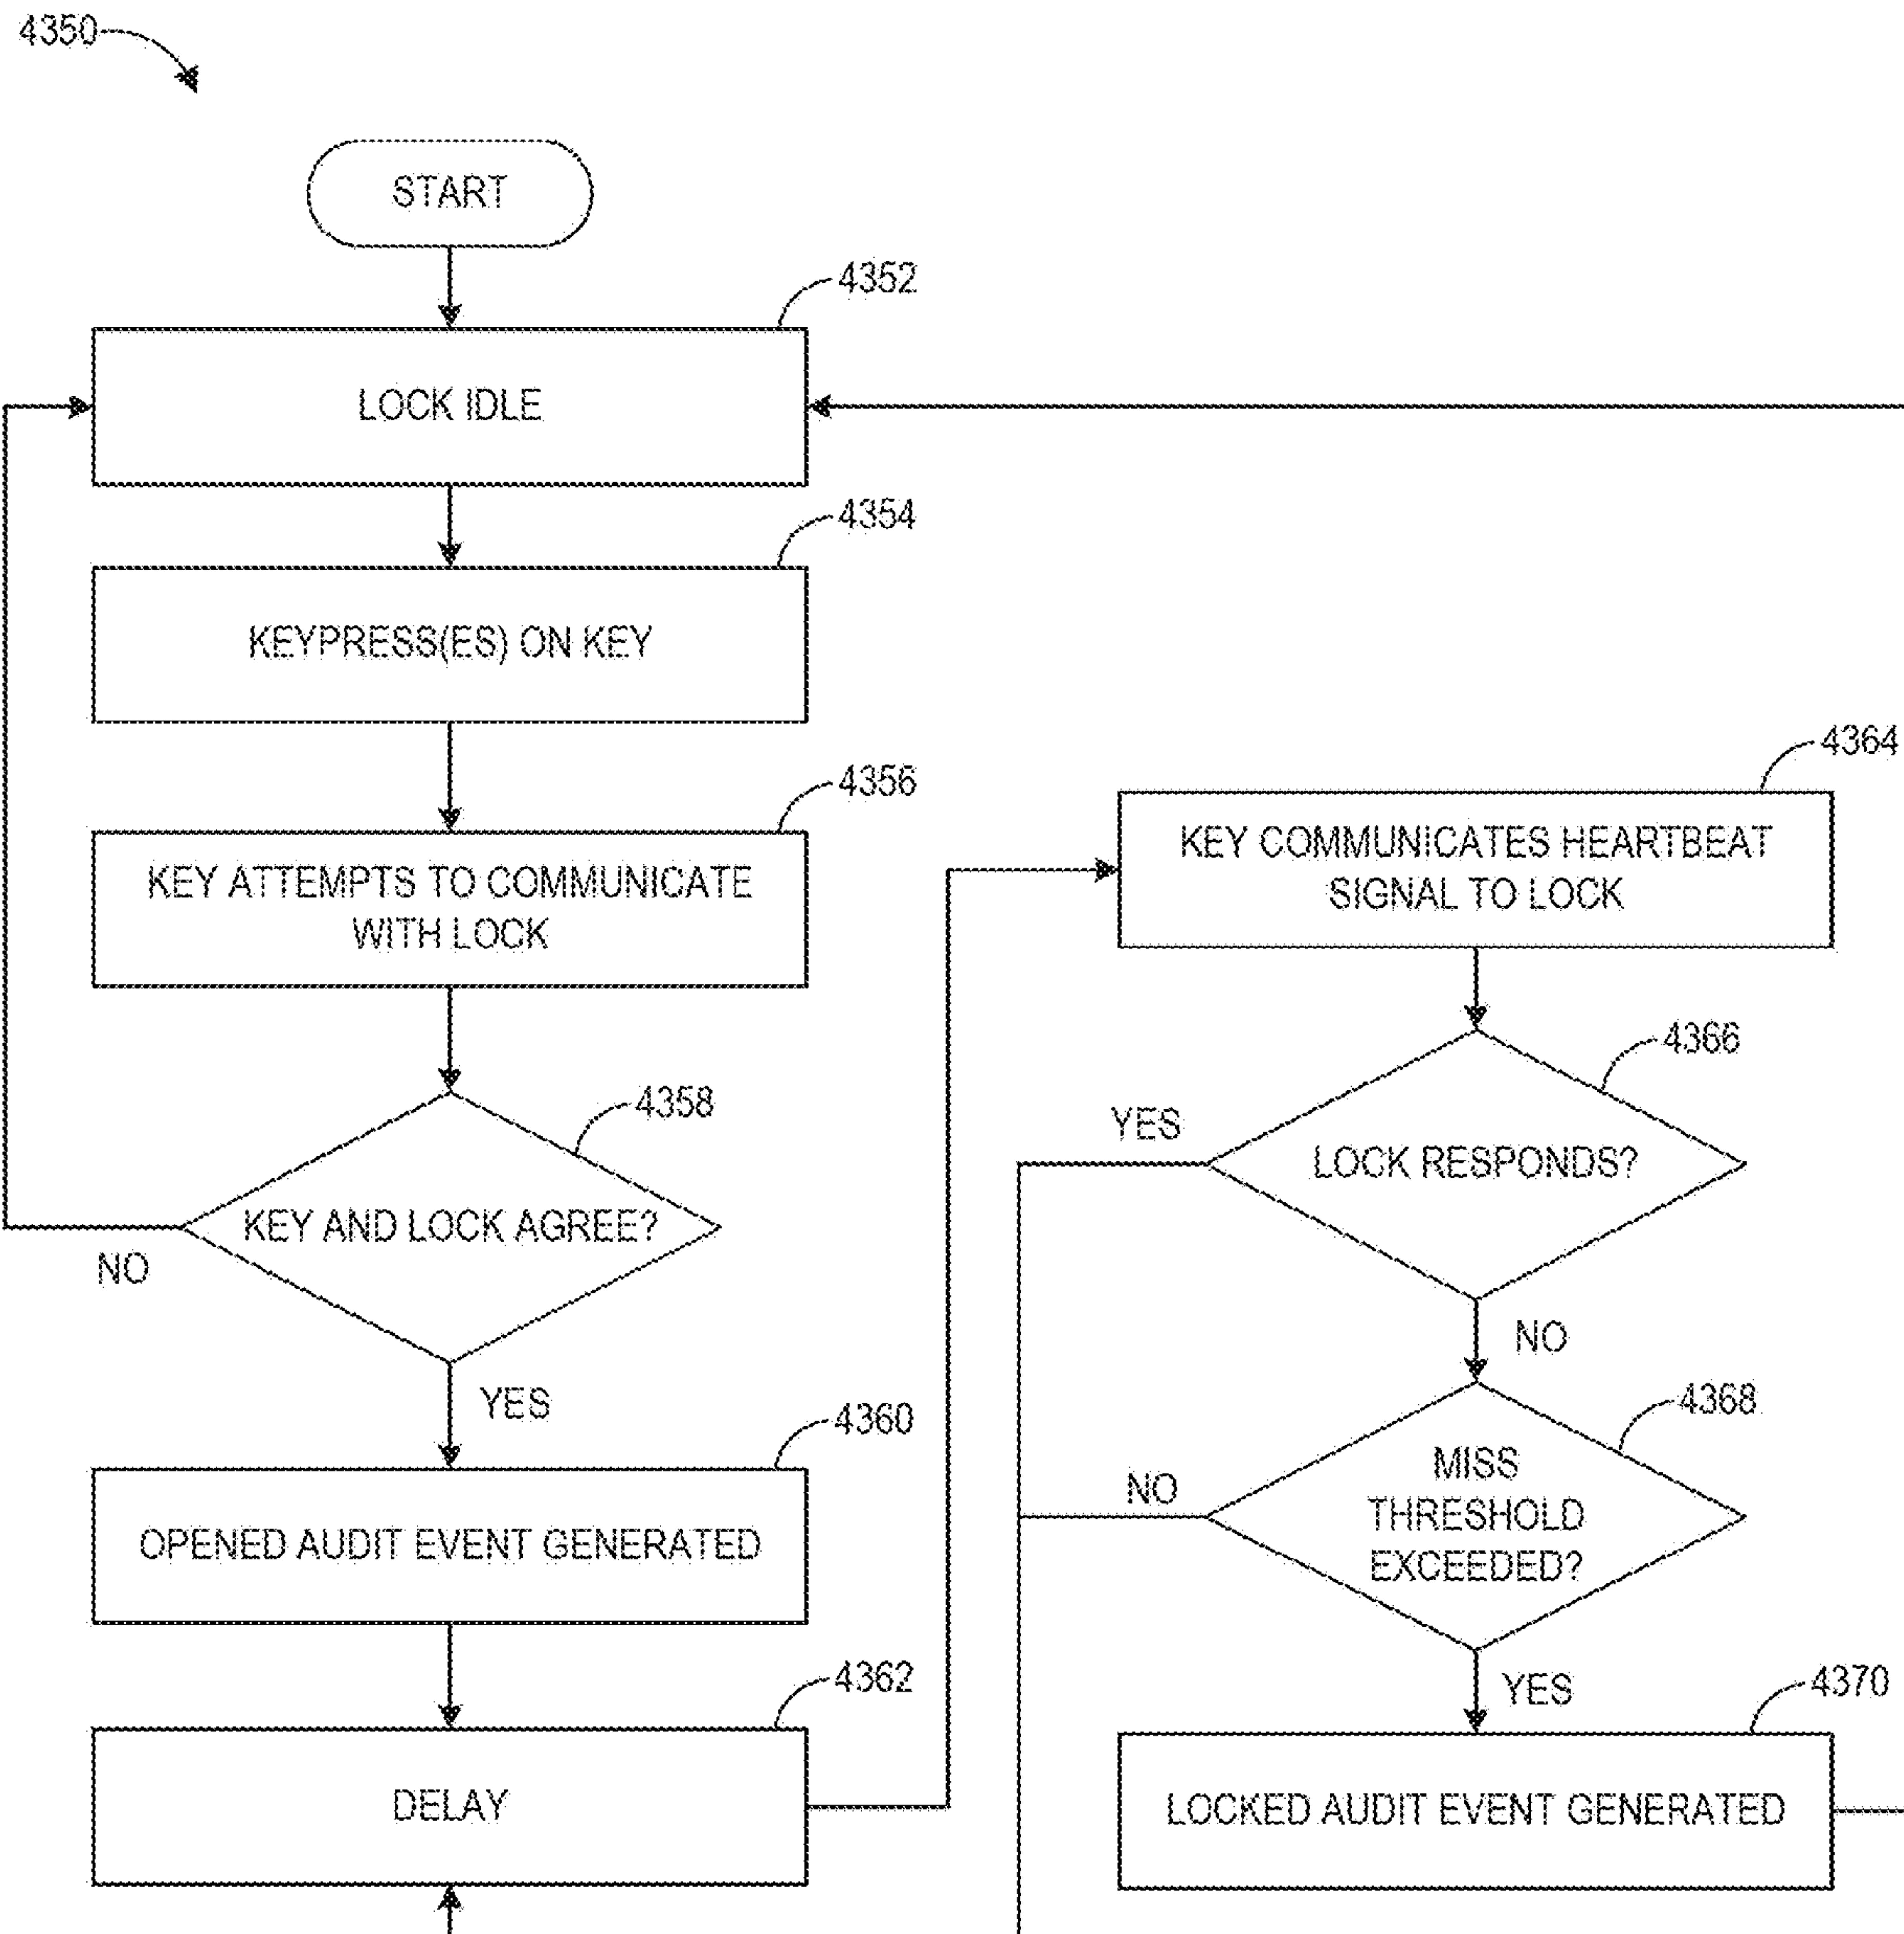 4350
START
4352
LOCK IDLE
4354
KEYPRESS(ES) ON KEY
4356
KEY ATTEMPTS TO COMMUNICATE
WITH LOCK
4358
KEY AND LOCK AGREE?
NO
YES
4360
OPENED AUDIT EVENT GENERATED
4362
DELAY
4364
KEY COMMUNICATES HEARTBEAT
SIGNAL TO LOCK
4366
YES
LOCK RESPONDS?
NO
4368
NO
MISS
THRESHOLD
EXCEEDED?
YES
4370
LOCKED AUDIT EVENT GENERATED